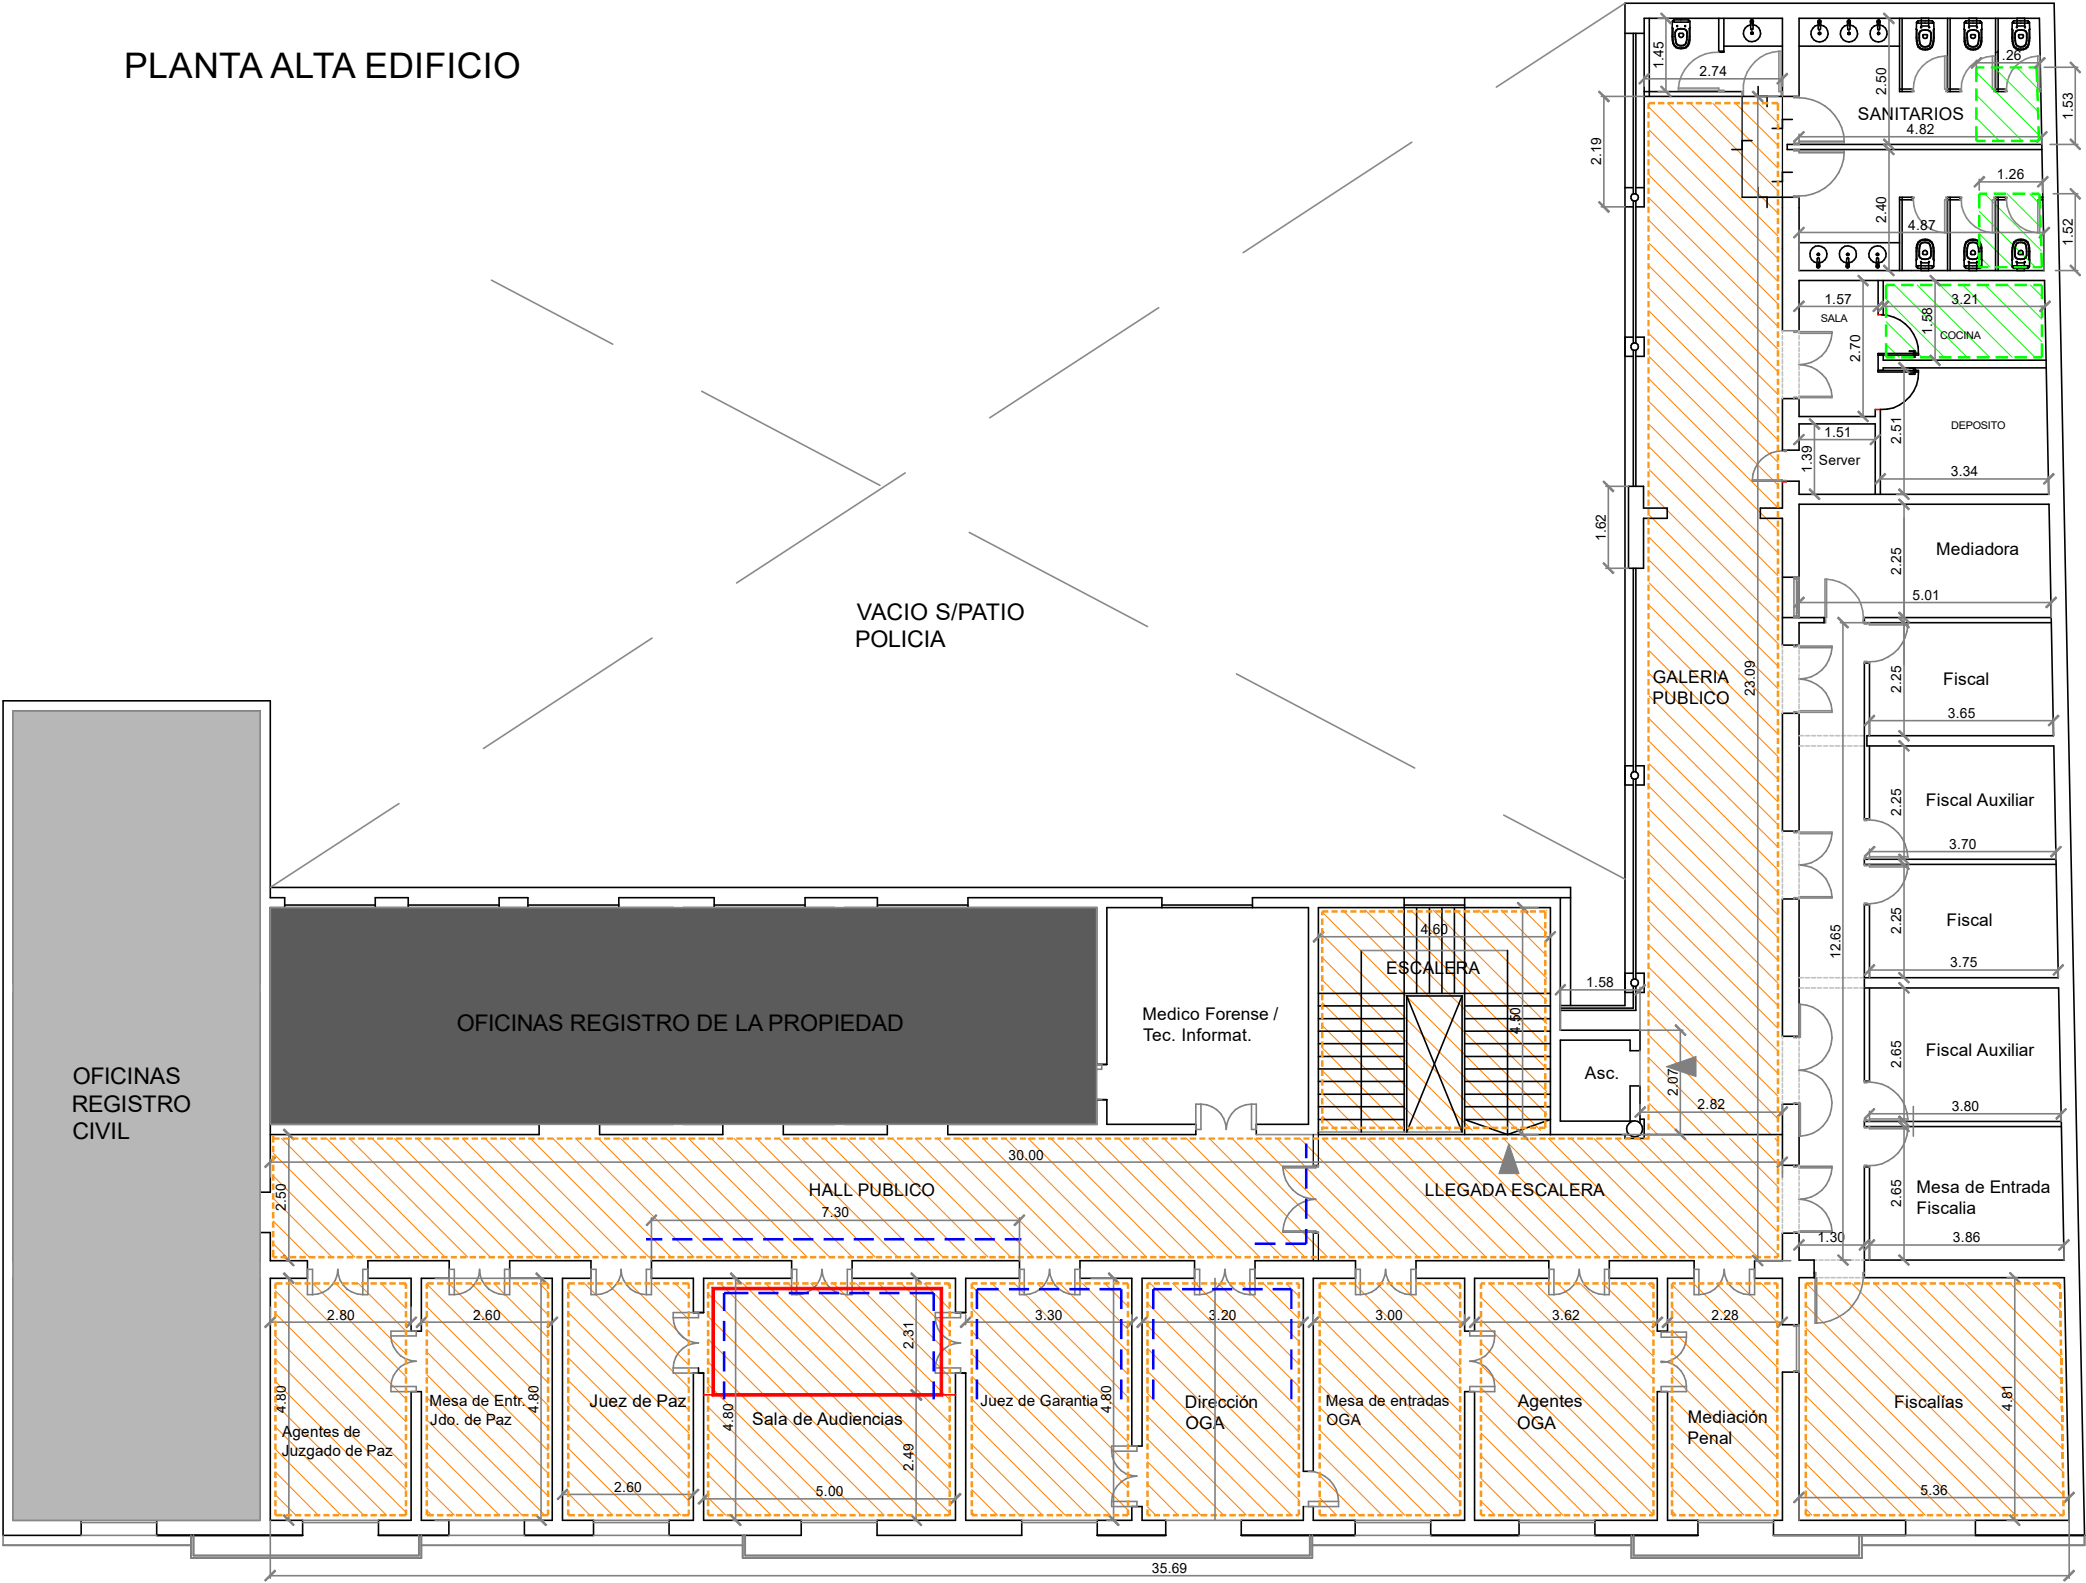 PLANTA ALTA EDIFICIO
1.45
2.74
2.50
1.26
1.53
SANITARIOS
4.82
2.19
1.26
2.40
4.87
1.52
1.57
3.21
SALA
1.58
COCINA
2.70
DEPOSITO
1.51
2.51
1.39
Server
3.34
1.62
Mediadora
2.25
5.01
VACIO S/PATIO
POLICIA
GALERIA
PUBLICO
23.09
Fiscal
2.25
3.65
Fiscal Auxiliar
2.25
3.70
Fiscal
2.25
12.65
3.75
4.60
ESCALERA
1.58
4.50
Medico Forense /
Tec. Informat.
OFICINAS REGISTRO DE LA PROPIEDAD
OFICINAS
REGISTRO
CIVIL
Asc.
2.07
2.82
Fiscal Auxiliar
2.65
3.80
30.00
2.50
HALL PUBLICO
LLEGADA ESCALERA
7.30
Mesa de Entrada
Fiscalia
2.65
1.30
3.86
2.80
2.60
2.31
3.30
3.20
3.00
3.62
2.28
4.80
Agentes de
Juzgado de Paz
Mesa de Entr.
Jdo. de Paz
4.80
Juez de Paz
4.80
Sala de Audiencias
2.49
Juez de Garantia
4.80
Dirección
OGA
Mesa de entradas
OGA
Agentes
OGA
Mediación
Penal
Fiscalías
4.81
2.60
5.00
5.36
35.69